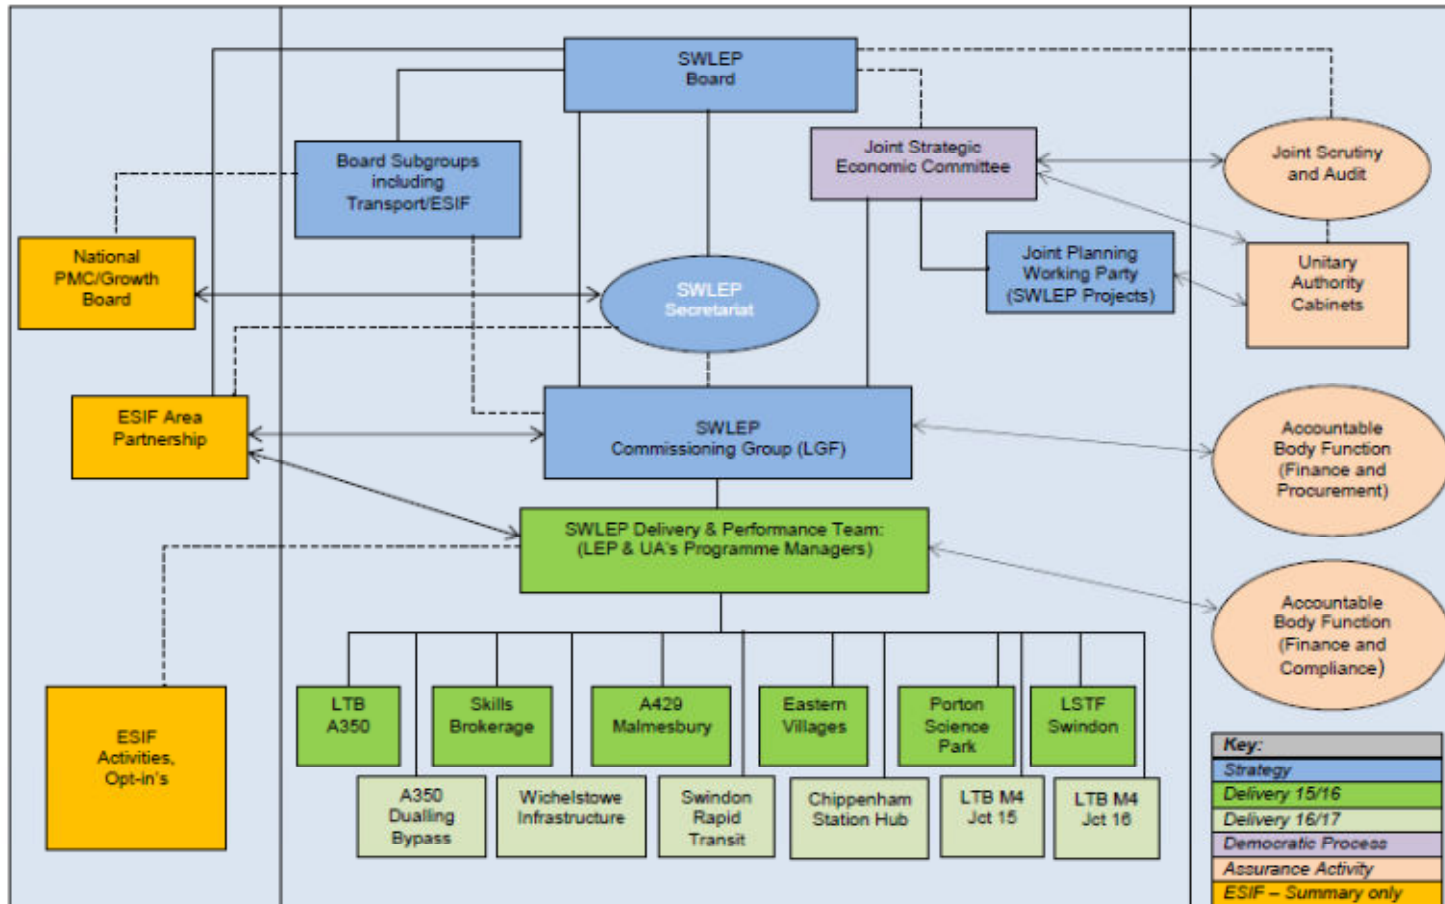 SWLEP
Board
Board Subgroups
including
Transport/ESIF
Joint Strategic
Economic Committee
Joint Scrutiny
and Audit
National
PMC/Growth
Board
SWLEP
Secretariat
Joint Planning
Working Party
(SWLEP Projects)
Unitary
Authority
Cabinets
ESIF Area
Partnership
SWLEP
Commissioning Group (LGF)
Accountable
Body Function
(Finance and
Procurement)
SWLEP Delivery & Performance Team:
(LEP & UA's Programme Managers)
Accountable
Body Function
(Finance and
Compliance)
ESIF
Activities,
Opt-in's
LTB
A350
Skills
Brokerage
A429
Malmesbury
Eastern
Villages
Porton
Science
Park
LSTF
Swindon
A350
Dualling
Bypass
Wichelstowe
Infrastructure
Swindon
Rapid
Transit
Chippenham
Station Hub
LTB M4
Jct 15
LTB M4
Jct 16
Key:
Strategy
Delivery 15/16
Delivery 16/17
Democratic Process
Assurance Activity
ESIF – Summary only